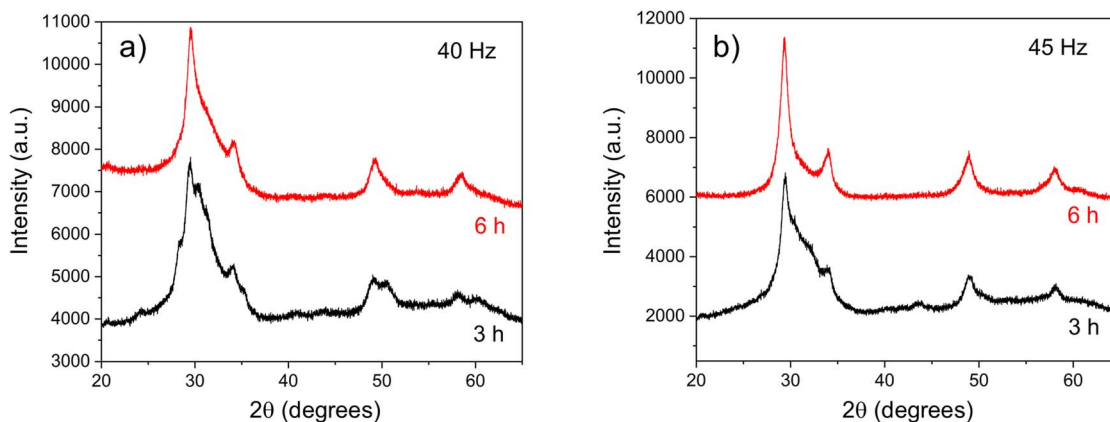 a)
40 Hz
11000
10000
9000
8000
7000
6000
5000
4000
3000
Intensity (a.u.)
6 h
3 h
20 30 40 50 60
2θ (degrees)
b)
45 Hz
12000
10000
8000
6000
4000
2000
Intensity (a.u.)
6 h
3 h
20 30 40 50 60
2θ (degrees)